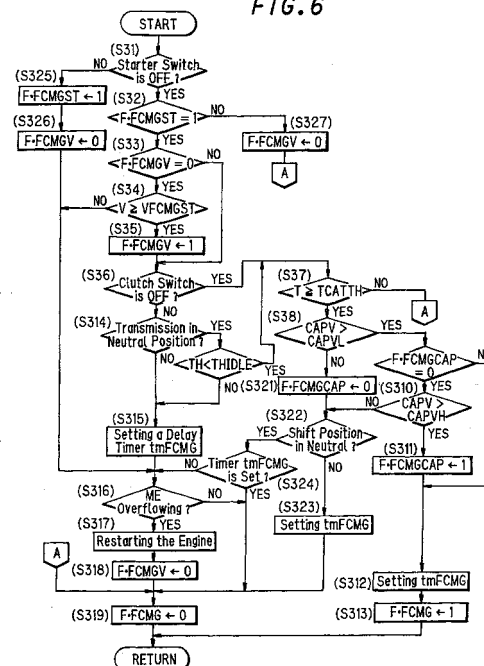 FIG.6
START
(S31)
Starter Switch
is OFF ?
NO
YES
(S325)
F·FCMGST ← 1
(S32)
F·FCMGST = 1
NO
YES
(S326)
F·FCMGV ← 0
(S327)
F·FCMGV ← 0
A
(S33)
F·FCMGV = 0
NO
YES
(S34)
V ≥ VFCMGST
NO
YES
(S35)
F·FCMGV ← 1
(S36)
Clutch Switch
is OFF ?
YES
NO
(S37)
T ≥ TCATTH
NO
YES
A
(S314)
Transmission in
Neutral Position ?
YES
NO
(S38)
CAPV >
CAPVL
YES
NO
TH<THIDLE
YES
NO
F·FCMGCAP
= 0
NO
YES
(S321)
F·FCMGCAP ← 0
(S310)
CAPV >
CAPVH
NO
YES
(S315)
Setting a Delay
Timer tmFCMG
(S322)
Shift Position
in Neutral ?
YES
NO
(S311)
F·FCMGCAP ← 1
Timer tmFCMG
is Set ?
NO
YES
(S324)
(S316)
ME
Overflowing ?
NO
YES
(S323)
Setting tmFCMG
(S317)
Restarting the Engine
A
(S318)
F·FCMGV ← 0
(S312)
Setting tmFCMG
(S319)
F·FCMG ← 0
(S313)
F·FCMG ← 1
RETURN